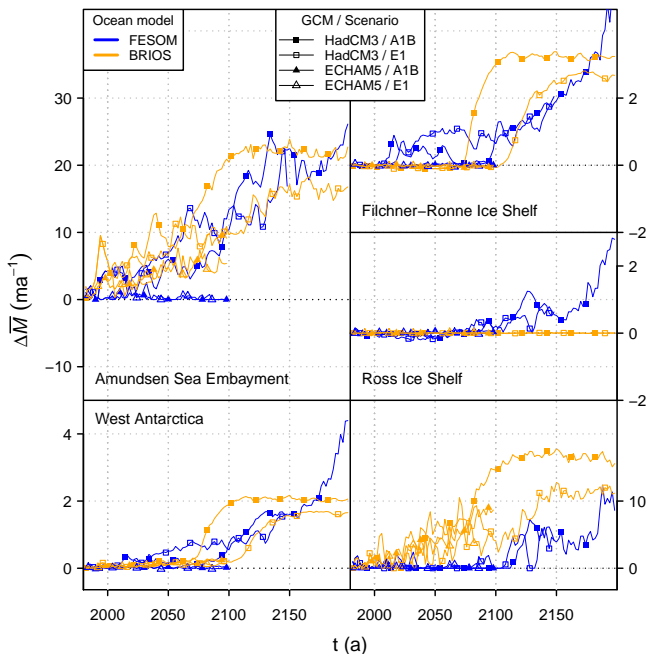 Ocean model
FESOM
BRIOS
GCM / Scenario
HadCM3 / A1B
HadCM3 / E1
ECHAM5 / A1B
ECHAM5 / E1
30
20
10
0
−10
Amundsen Sea Embayment
2
0
−2
Filchner−Ronne Ice Shelf
2
0
−2
Ross Ice Shelf
ΔM̅ (ma⁻¹)
West Antarctica
4
2
0
10
0
2000 2050 2100 2150
2000 2050 2100 2150
t (a)